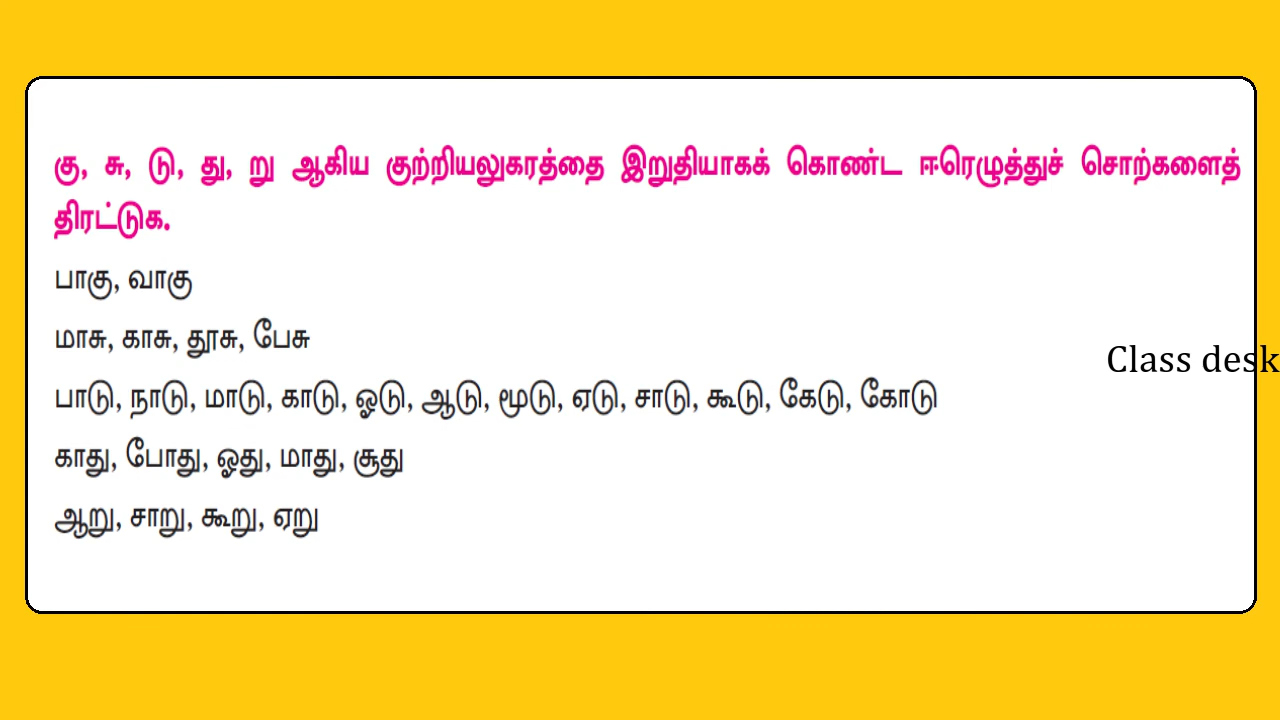 கு, சு, டு, து, று ஆகிய குற்றியலுகரத்தை இறுதியாகக் கொண்ட ஈரெழுத்துச் சொற்களைத்
திரட்டுக.
பாகு, வாகு
மாசு, காசு, தூசு, பேசு
Class desk
பாடு, நாடு, மாடு, காடு, ஓடு, ஆடு, மூடு, ஏடு, சாடு, கூடு, கேடு, கோடு
காது, போது, ஓது, மாது, சூது
ஆறு, சாறு, கூறு, ஏறு